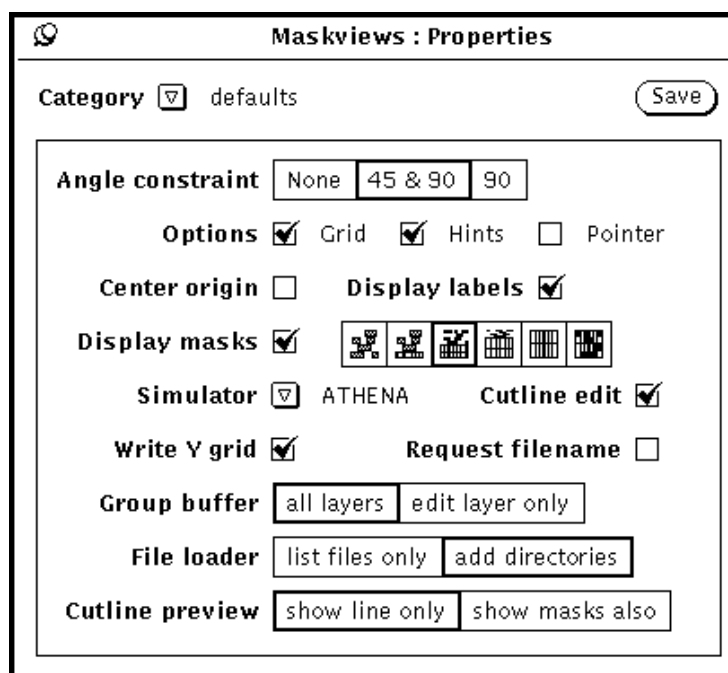 Maskviews : Properties
Category defaults Save
Angle constraint None 45 & 90 90
Options Grid Hints Pointer
Center origin Display labels
Display masks
Simulator ATHENA Cutline edit
Write Y grid Request filename
Group buffer all layers edit layer only
File loader list files only add directories
Cutline preview show line only show masks also